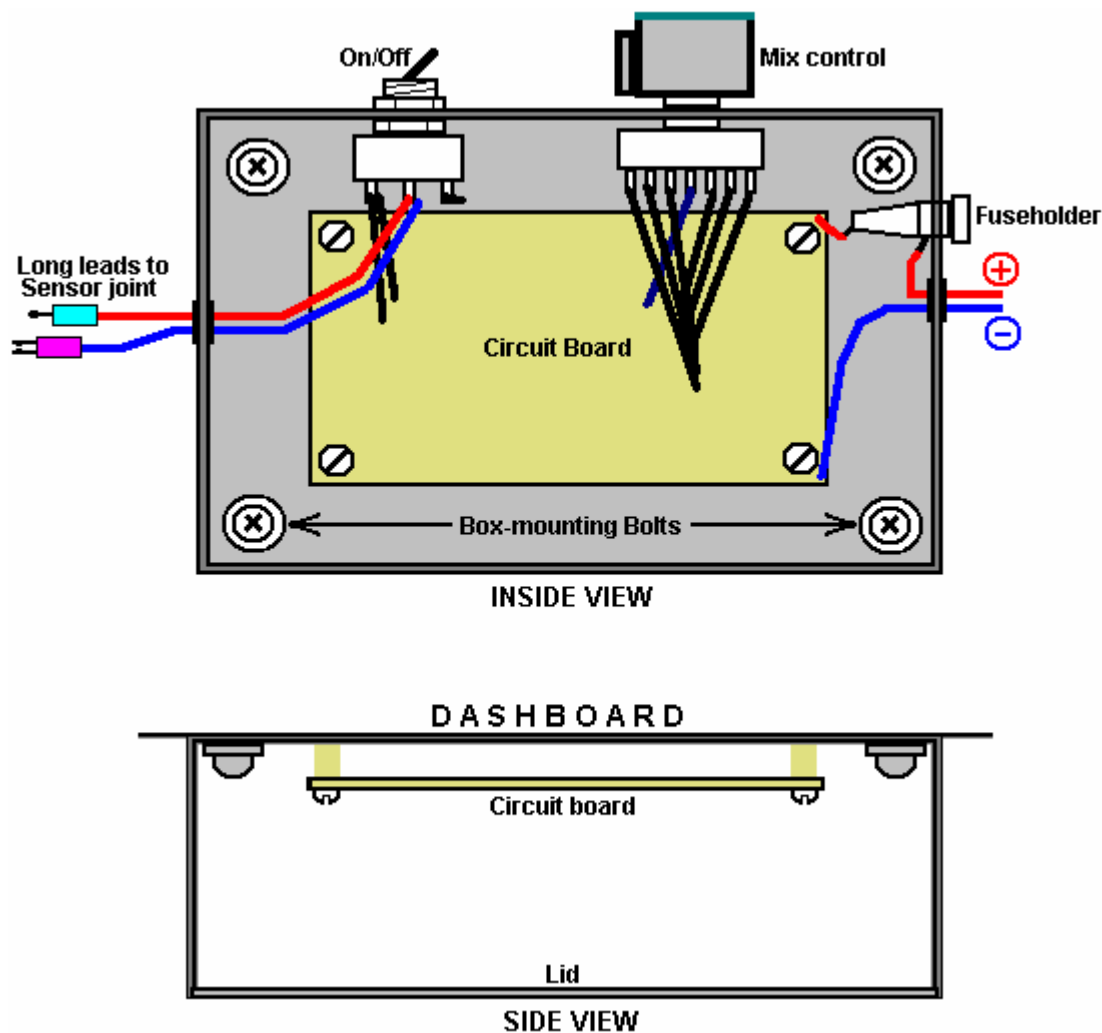 On/Off
Mix control
Fuseholder
Long leads to
Sensor joint
+
−
Circuit Board
Box-mounting Bolts
INSIDE VIEW
DASHBOARD
Circuit board
Lid
SIDE VIEW